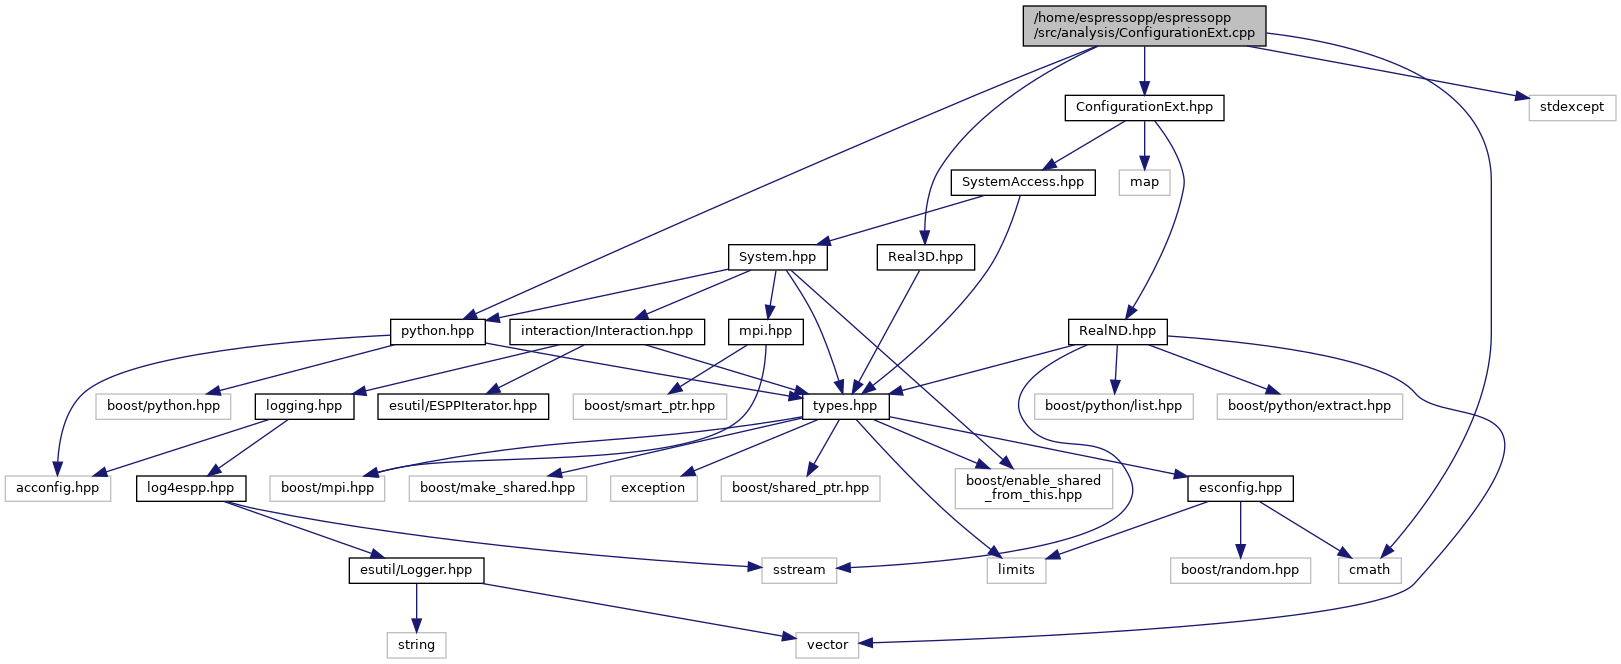 /home/espressopp/espressopp
/src/analysis/ConfigurationExt.cpp
ConfigurationExt.hpp
stdexcept
SystemAccess.hpp
map
System.hpp
Real3D.hpp
python.hpp
interaction/Interaction.hpp
mpi.hpp
RealND.hpp
boost/python.hpp
logging.hpp
esutil/ESPPIterator.hpp
boost/smart_ptr.hpp
types.hpp
boost/python/list.hpp
boost/python/extract.hpp
acconfig.hpp
log4espp.hpp
boost/mpi.hpp
boost/make_shared.hpp
exception
boost/shared_ptr.hpp
boost/enable_shared
_from_this.hpp
esconfig.hpp
esutil/Logger.hpp
sstream
limits
boost/random.hpp
cmath
string
vector